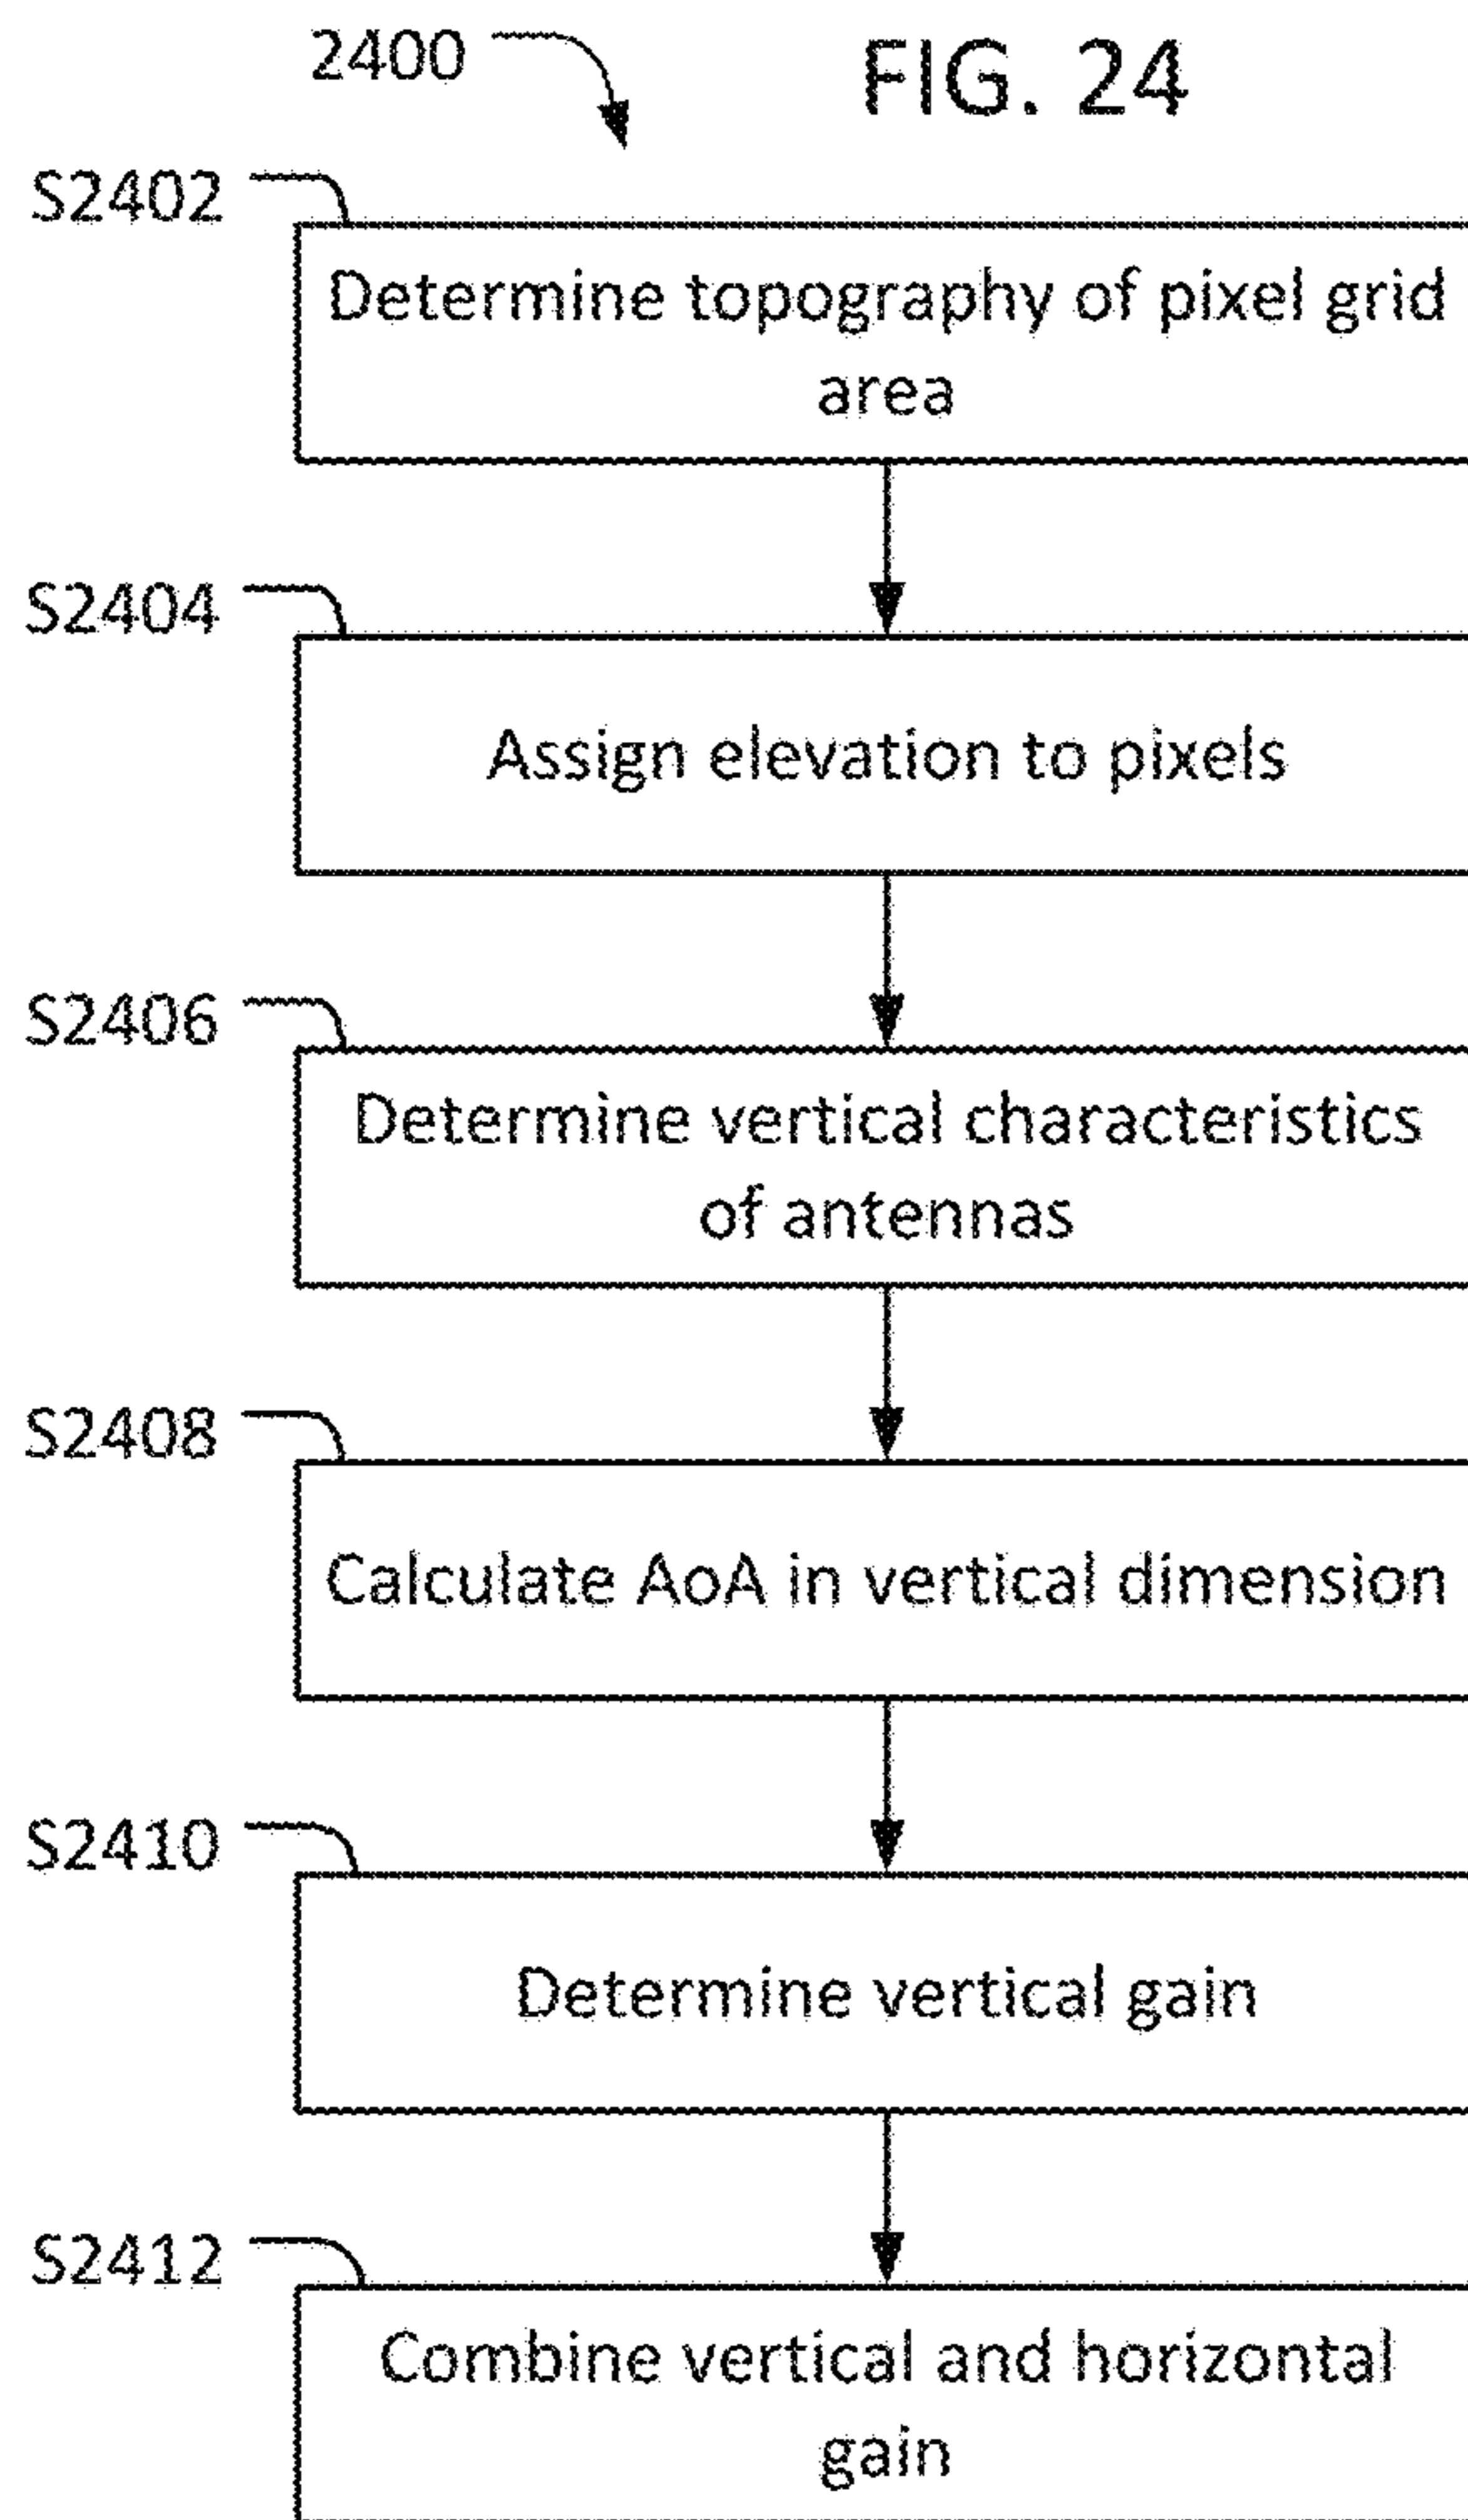 2400
FIG. 24
S2402
Determine topography of pixel grid
area
S2404
Assign elevation to pixels
S2406
Determine vertical characteristics
of antennas
S2408
Calculate AoA in vertical dimension
S2410
Determine vertical gain
S2412
Combine vertical and horizontal
gain